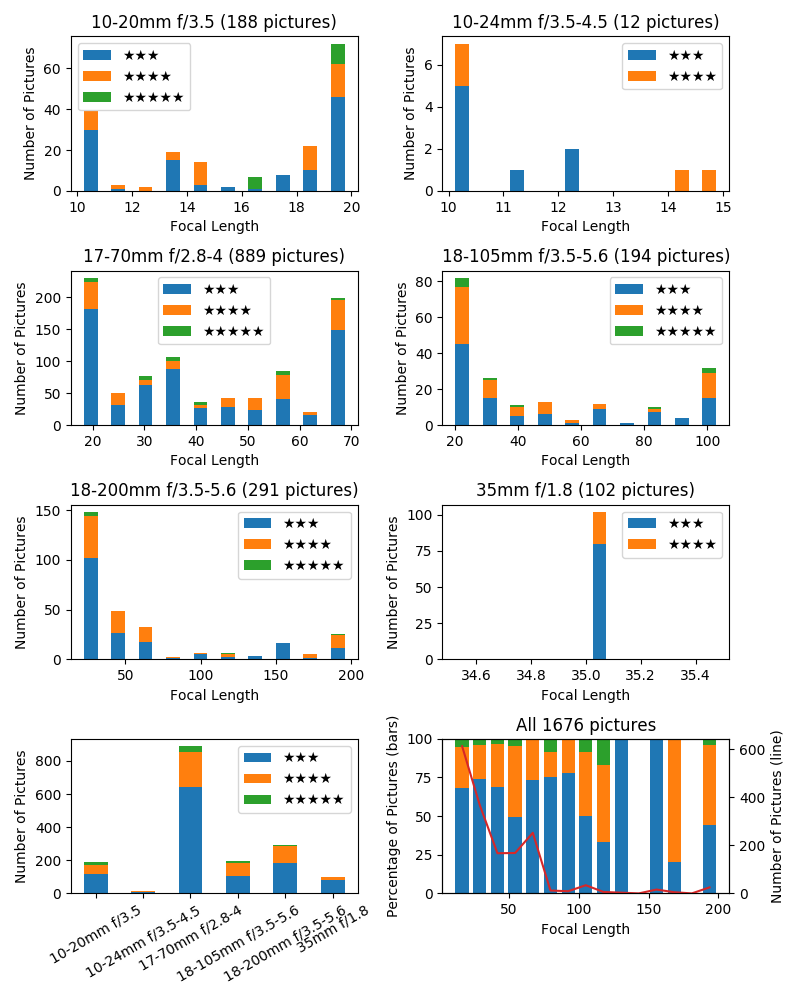 10-20mm f/3.5 (188 pictures)
Number of Pictures
60
40
20
0
★★★
★★★★
★★★★★
10 12 14 16 18 20
Focal Length
10-24mm f/3.5-4.5 (12 pictures)
Number of Pictures
6
4
2
0
★★★
★★★★
10 11 12 13 14 15
Focal Length
17-70mm f/2.8-4 (889 pictures)
Number of Pictures
200
150
100
50
0
★★★
★★★★
★★★★★
20 30 40 50 60 70
Focal Length
18-105mm f/3.5-5.6 (194 pictures)
Number of Pictures
80
60
40
20
0
★★★
★★★★
★★★★★
20 40 60 80 100
Focal Length
18-200mm f/3.5-5.6 (291 pictures)
Number of Pictures
150
100
50
0
★★★
★★★★
★★★★★
50 100 150 200
Focal Length
35mm f/1.8 (102 pictures)
Number of Pictures
100
75
50
25
0
★★★
★★★★
34.6 34.8 35.0 35.2 35.4
Focal Length
Number of Pictures
800
600
400
200
0
★★★
★★★★
★★★★★
10-20mm f/3.5
10-24mm f/3.5-4.5
17-70mm f/2.8-4
18-105mm f/3.5-5.6
18-200mm f/3.5-5.6
35mm f/1.8
All 1676 pictures
Percentage of Pictures (bars)
100
75
50
25
0
600
400
200
0
Number of Pictures (line)
50 100 150 200
Focal Length